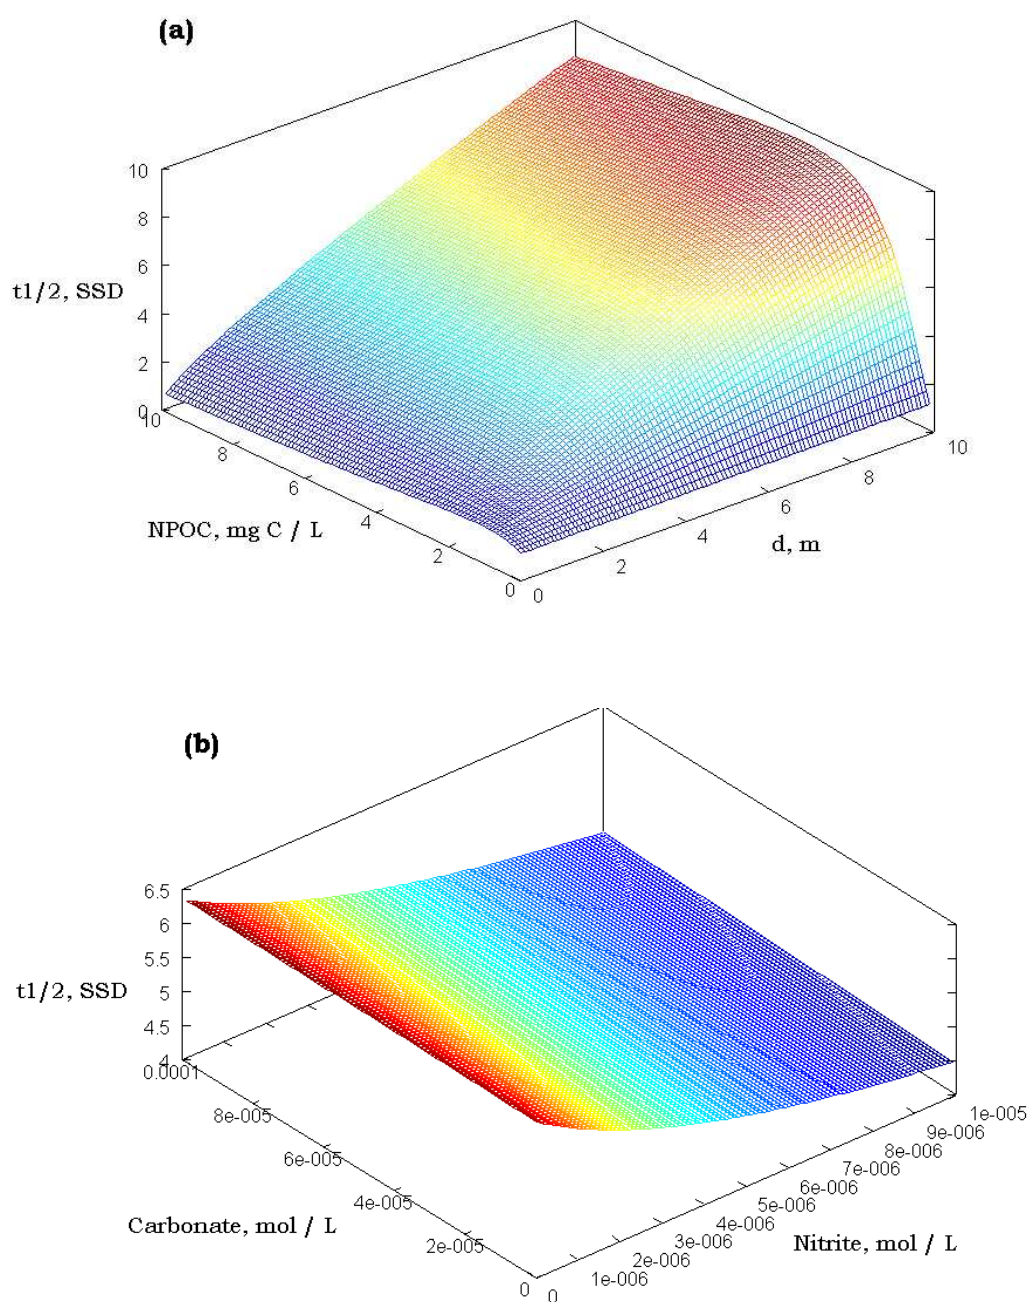 (a)
10
8
6
4
2
0
t1/2, SSD
10
8
6
4
2
0
NPOC, mg C / L
0
2
4
6
8
10
d, m
(b)
6.5
6
5.5
5
4.5
4
t1/2, SSD
0.0001
8e-005
6e-005
4e-005
2e-005
0
Carbonate, mol / L
0
1e-006
2e-006
3e-006
4e-006
5e-006
6e-006
7e-006
8e-006
9e-006
1e-005
Nitrite, mol / L